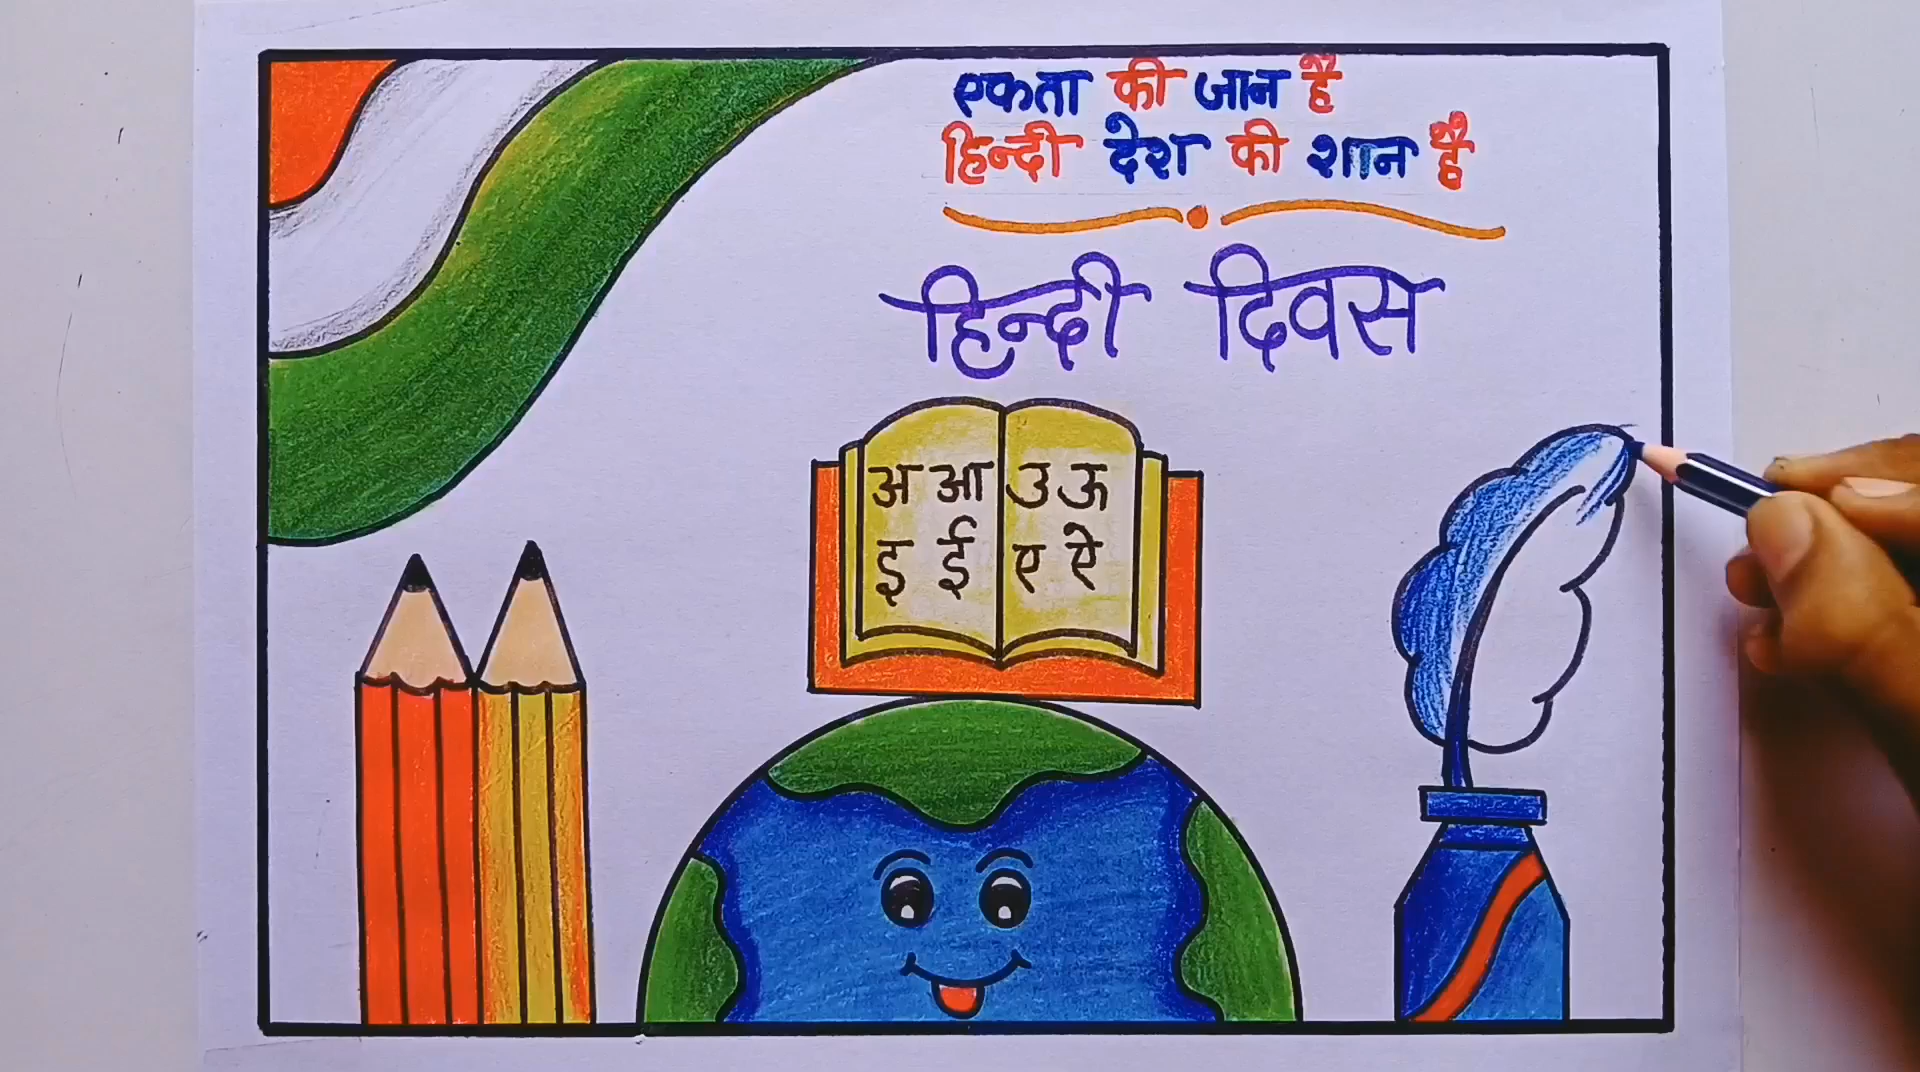 एकता की जान है
हिन्दी देश की शान है
हिन्दी दिवस
अ आ उ ऊ
इ ई ए ऐ